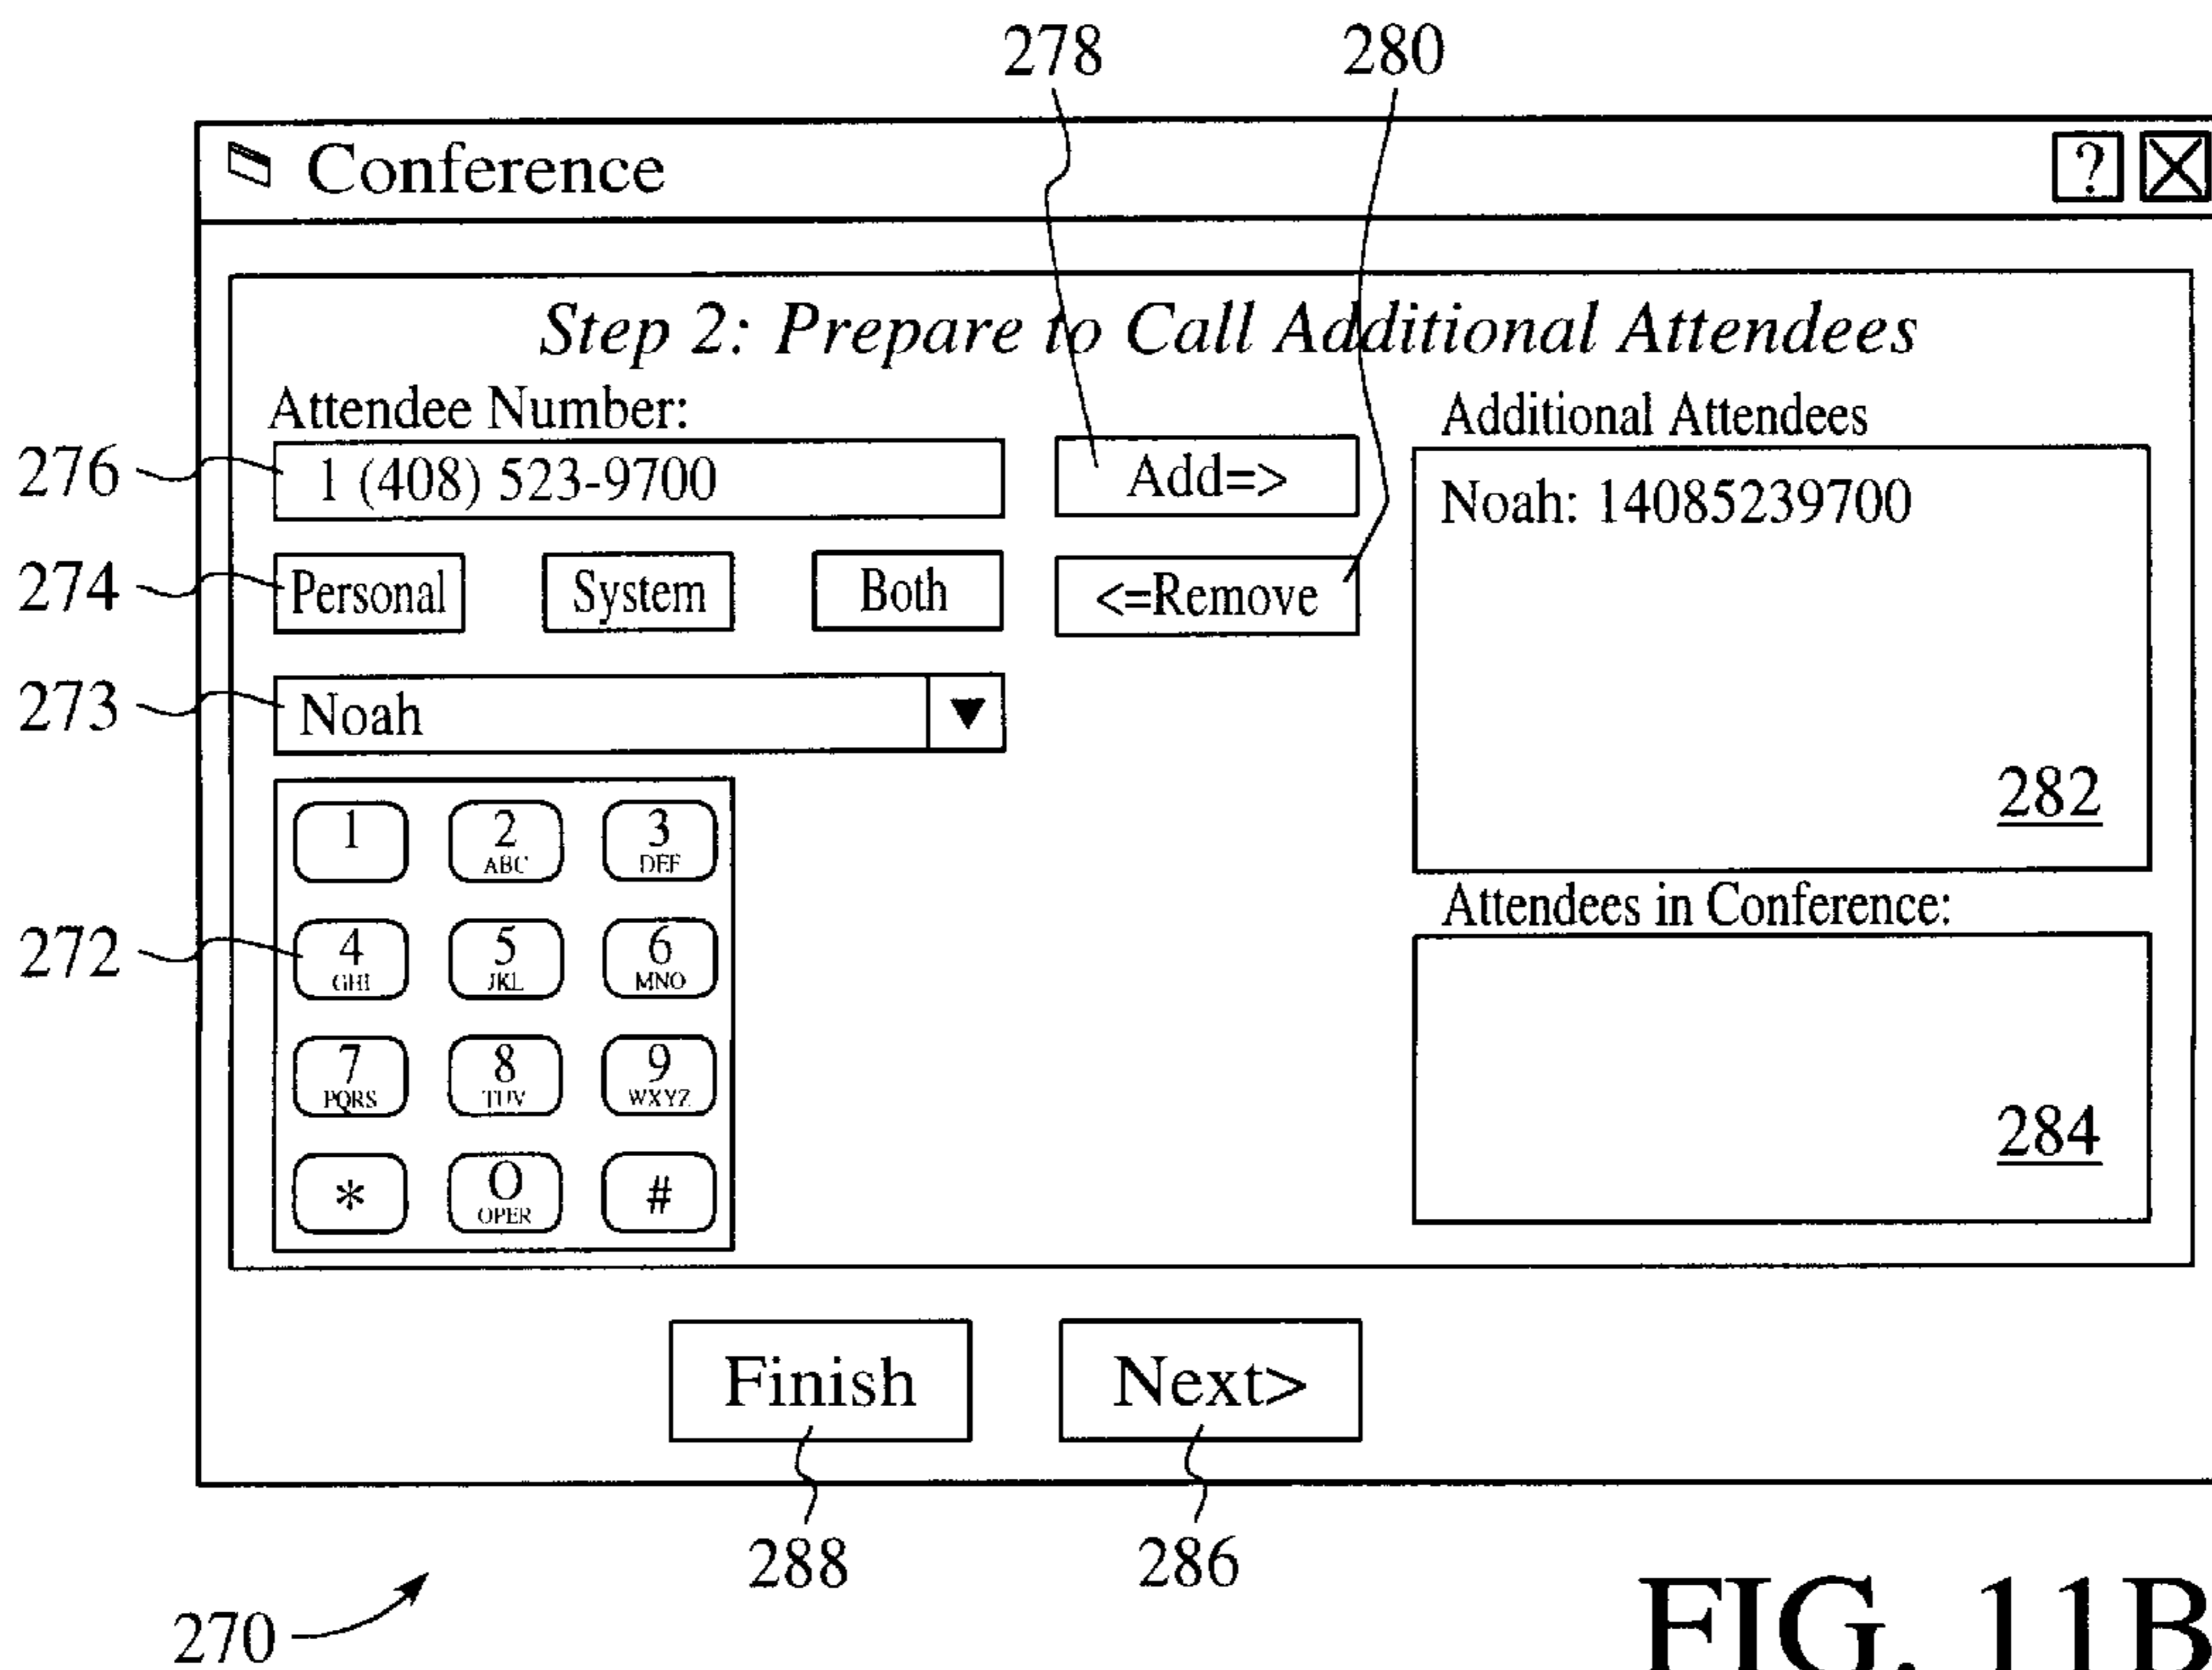 278 280
Conference ?
Step 2: Prepare to Call Additional Attendees
Attendee Number:
Additional Attendees
276 1 (408) 523-9700 Add=>
Noah: 14085239700
274 Personal System Both <=Remove
273 Noah
282
1 2 ABC 3 DEF
Attendees in Conference:
272 4 GHI 5 JKL 6 MNO
7 PQRS 8 TUV 9 WXYZ
284
* 0 OPER #
Finish Next>
288 286
270
FIG. 11B